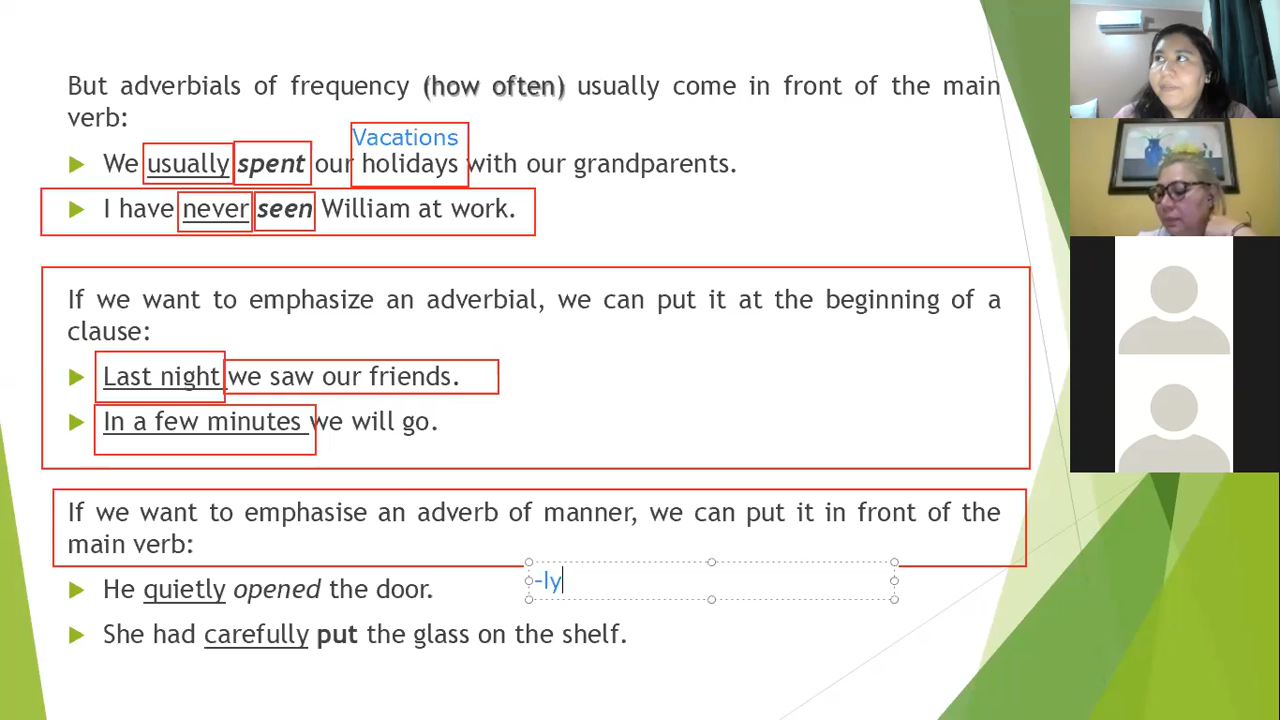 But adverbials of frequency (how often) usually come in front of the main
verb:
Vacations
We usually spent our holidays with our grandparents.
I have never seen William at work.
If we want to emphasize an adverbial, we can put it at the beginning of a
clause:
Last night we saw our friends.
In a few minutes we will go.
If we want to emphasise an adverb of manner, we can put it in front of the
main verb:
-ly
He quietly opened the door.
She had carefully put the glass on the shelf.